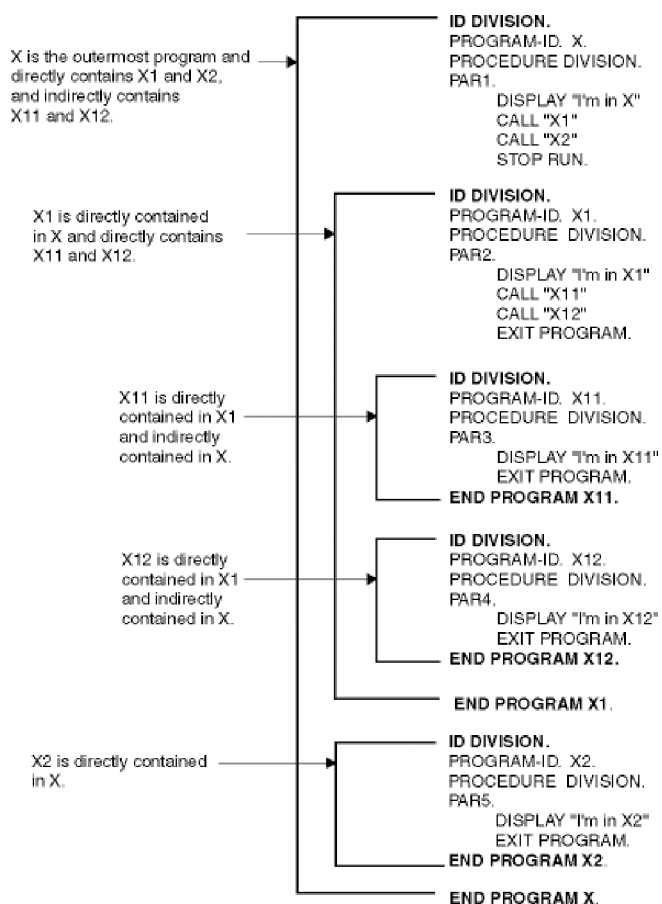 ID DIVISION.
PROGRAM-ID. X.
PROCEDURE DIVISION.
PAR1.
DISPLAY "I'm in X"
CALL "X1"
CALL "X2"
STOP RUN.
X is the outermost program and
directly contains X1 and X2,
and indirectly contains
X11 and X12.
ID DIVISION.
PROGRAM-ID. X1.
PROCEDURE DIVISION.
PAR2.
DISPLAY "I'm in X1"
CALL "X11"
CALL "X12"
EXIT PROGRAM.
X1 is directly contained
in X and directly contains
X11 and X12.
ID DIVISION.
PROGRAM-ID. X11.
PROCEDURE DIVISION.
PAR3.
DISPLAY "I'm in X11"
EXIT PROGRAM.
END PROGRAM X11.
X11 is directly
contained in X1
and indirectly
contained in X.
ID DIVISION.
PROGRAM-ID. X12.
PROCEDURE DIVISION.
PAR4.
DISPLAY "I'm in X12"
EXIT PROGRAM.
END PROGRAM X12.
X12 is directly
contained in X1
and indirectly
contained in X.
END PROGRAM X1.
ID DIVISION.
PROGRAM-ID. X2.
PROCEDURE DIVISION.
PAR5.
DISPLAY "I'm in X2"
EXIT PROGRAM.
END PROGRAM X2.
X2 is directly contained
in X.
END PROGRAM X.